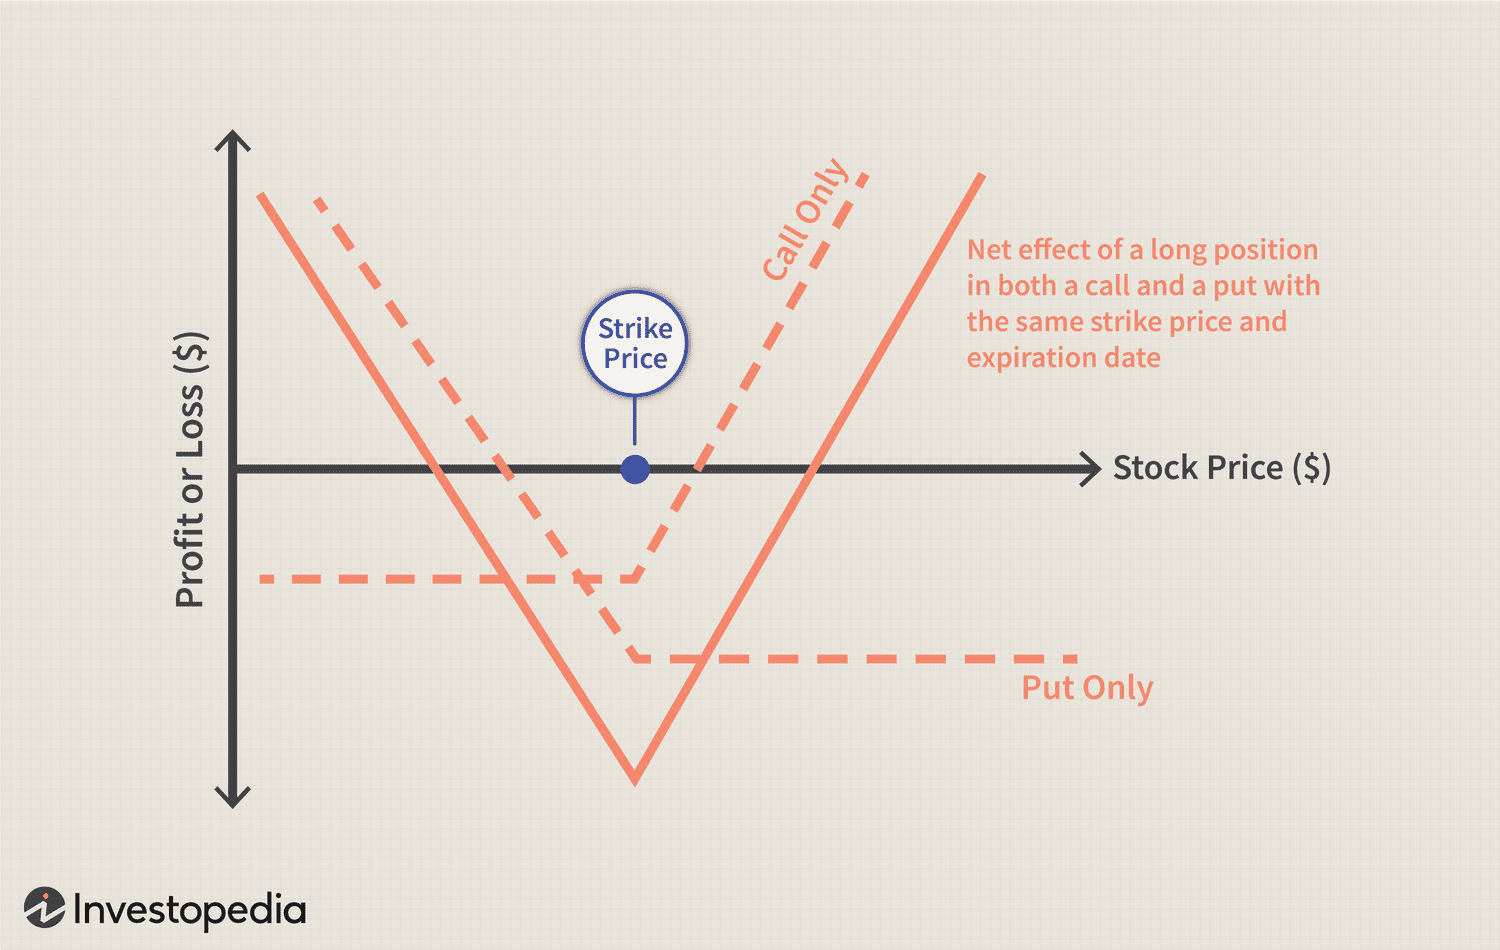 Call Only
Net effect of a long position
in both a call and a put with
the same strike price and
expiration date
Strike
Price
Profit or Loss ($)
Stock Price ($)
Put Only
Investopedia